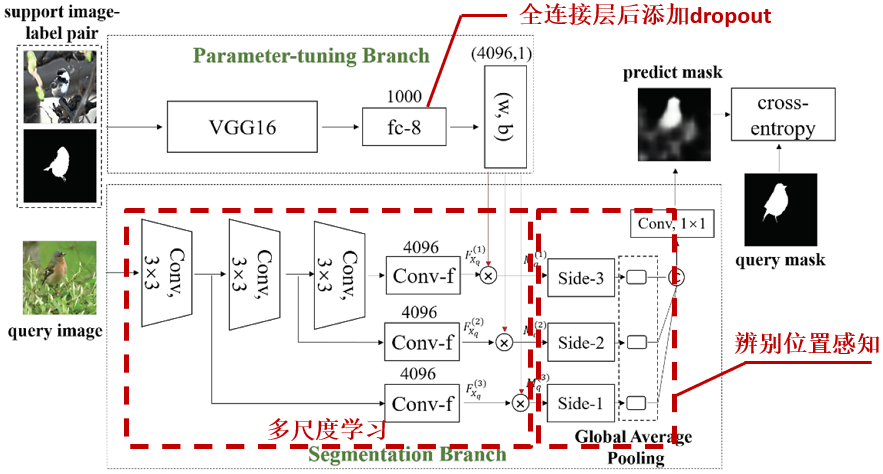 support image-
label pair
全连接层后添加dropout
Parameter-tuning Branch
(4096,1)
predict mask
1000
VGG16
fc-8
(w, b)
cross-
entropy
Conv, 1×1
query mask
Conv,
3×3
Conv,
3×3
Conv,
3×3
4096
Conv-f
F_{X_q}^{(1)}
M_q^{(1)}
Side-3
query image
4096
Conv-f
F_{X_q}^{(2)}
M_q^{(2)}
Side-2
辨别位置感知
4096
Conv-f
F_{X_q}^{(3)}
M_q^{(3)}
Side-1
多尺度学习
Global Average
Pooling
Segmentation Branch